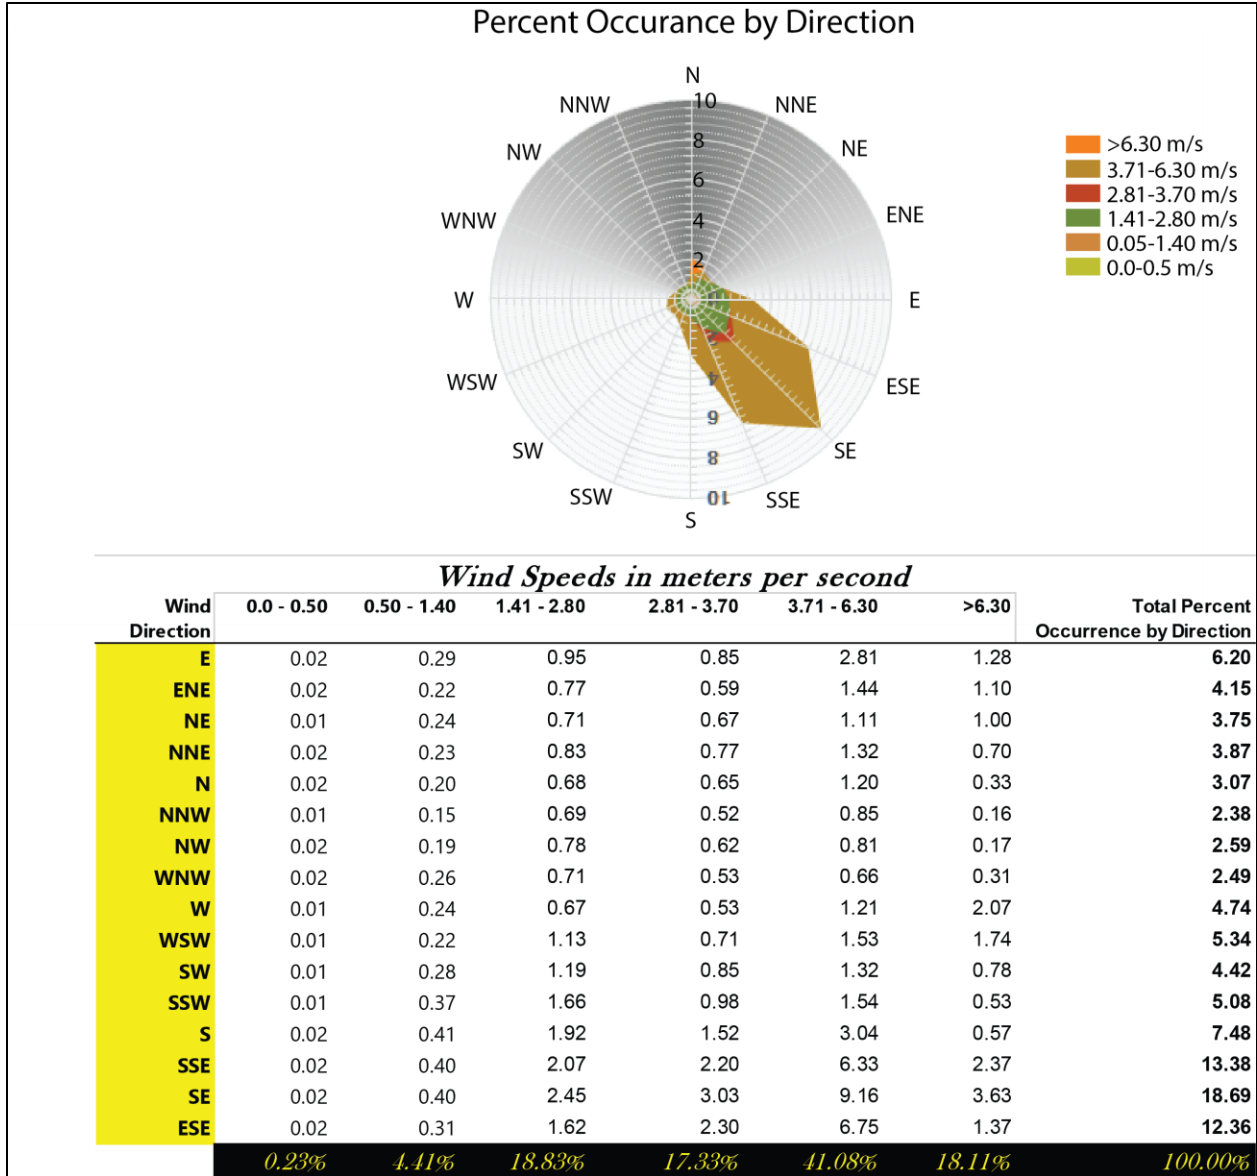 Percent Occurance by Direction
N
NNW
NNE
NW
NE
WNW
ENE
W
E
WSW
ESE
SW
SE
SSW
SSE
S
10
8
6
4
2
2
4
6
8
10
>6.30 m/s
3.71-6.30 m/s
2.81-3.70 m/s
1.41-2.80 m/s
0.05-1.40 m/s
0.0-0.5 m/s
Wind Speeds in meters per second
Wind Direction 0.0 - 0.50 0.50 - 1.40 1.41 - 2.80 2.81 - 3.70 3.71 - 6.30 >6.30 Total Percent Occurrence by Direction
E 0.02 0.29 0.95 0.85 2.81 1.28 6.20
ENE 0.02 0.22 0.77 0.59 1.44 1.10 4.15
NE 0.01 0.24 0.71 0.67 1.11 1.00 3.75
NNE 0.02 0.23 0.83 0.77 1.32 0.70 3.87
N 0.02 0.20 0.68 0.65 1.20 0.33 3.07
NNW 0.01 0.15 0.69 0.52 0.85 0.16 2.38
NW 0.02 0.19 0.78 0.62 0.81 0.17 2.59
WNW 0.02 0.26 0.71 0.53 0.66 0.31 2.49
W 0.01 0.24 0.67 0.53 1.21 2.07 4.74
WSW 0.01 0.22 1.13 0.71 1.53 1.74 5.34
SW 0.01 0.28 1.19 0.85 1.32 0.78 4.42
SSW 0.01 0.37 1.66 0.98 1.54 0.53 5.08
S 0.02 0.41 1.92 1.52 3.04 0.57 7.48
SSE 0.02 0.40 2.07 2.20 6.33 2.37 13.38
SE 0.02 0.40 2.45 3.03 9.16 3.63 18.69
ESE 0.02 0.31 1.62 2.30 6.75 1.37 12.36
0.23% 4.41% 18.83% 17.33% 41.08% 18.11% 100.00%